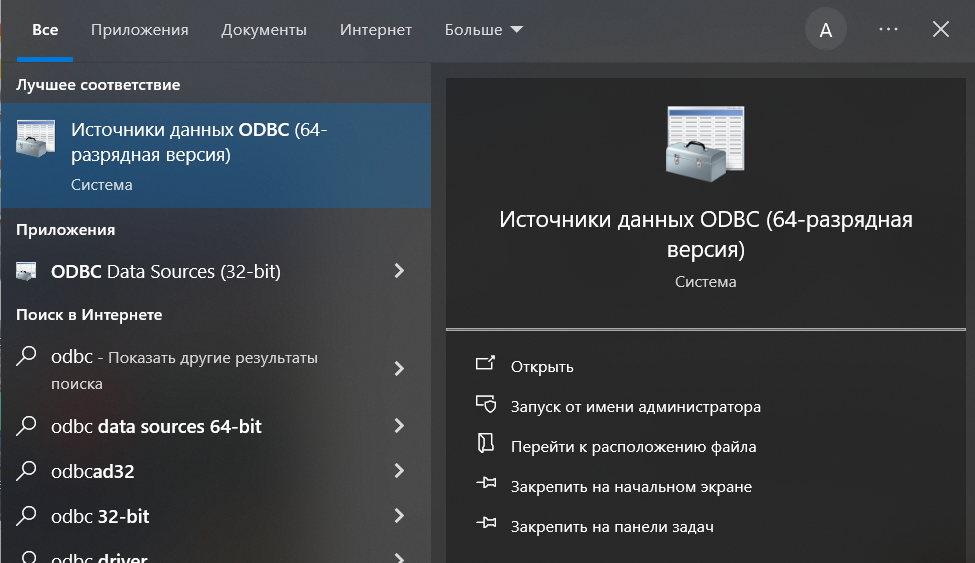 Все Приложения Документы Интернет Больше A
Лучшее соответствие
Источники данных ODBC (64-
разрядная версия)
Система
Приложения
ODBC Data Sources (32-bit)
Поиск в Интернете
odbc - Показать другие результаты
поиска
odbc data sources 64-bit
odbcad32
odbc 32-bit
odbc driver
Источники данных ODBC (64-разрядная
версия)
Система
Открыть
Запуск от имени администратора
Перейти к расположению файла
Закрепить на начальном экране
Закрепить на панели задач